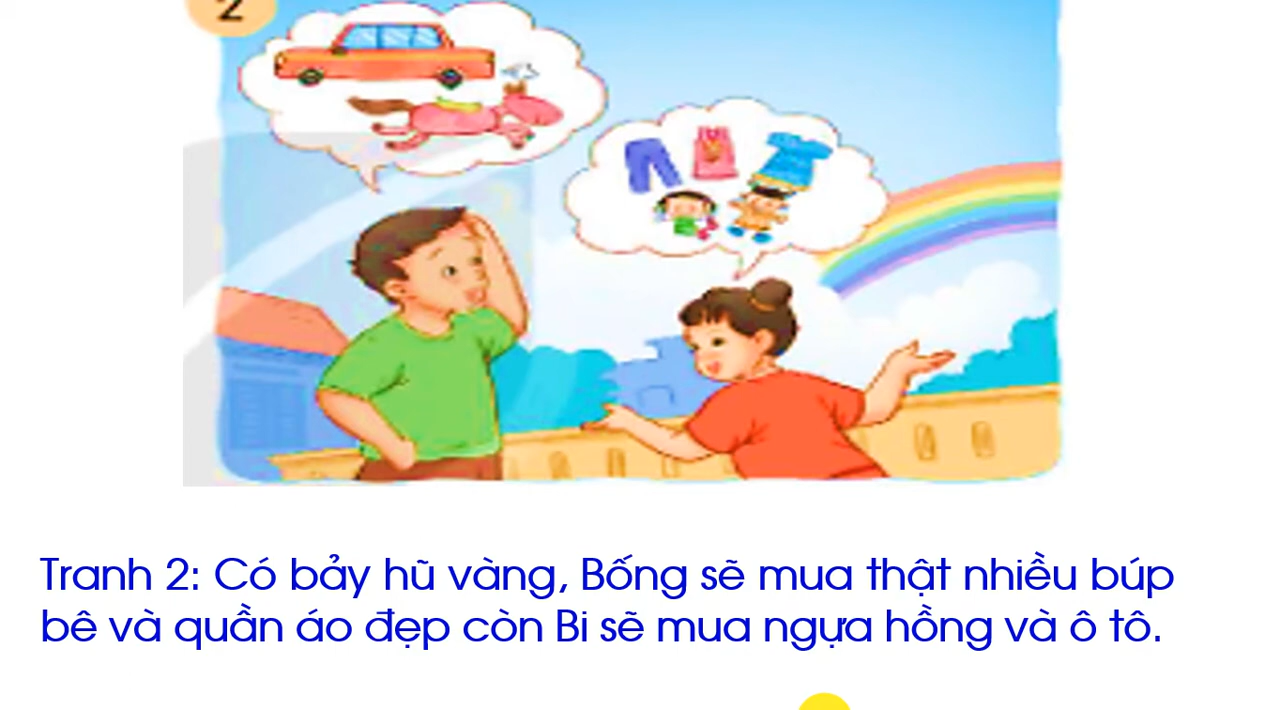 2
Tranh 2: Có bảy hũ vàng, Bống sẽ mua thật nhiều búp
bê và quần áo đẹp còn Bi sẽ mua ngựa hồng và ô tô.